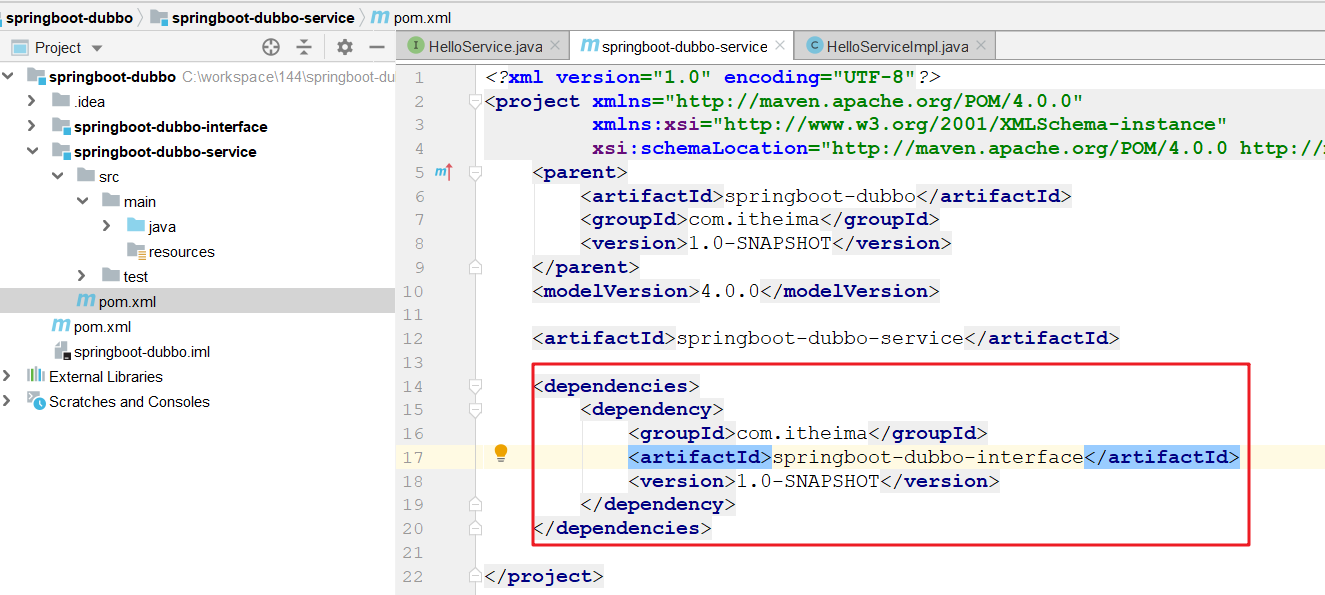 springboot-dubbo springboot-dubbo-service m pom.xml
Project
I HelloService.java m springboot-dubbo-service C HelloServiceImpl.java
springboot-dubbo C:\workspace\144\springboot-du
.idea
springboot-dubbo-interface
springboot-dubbo-service
src
main
java
resources
test
m pom.xml
m pom.xml
springboot-dubbo.iml
External Libraries
Scratches and Consoles
1 <?xml version="1.0" encoding="UTF-8"?>
2 <project xmlns="http://maven.apache.org/POM/4.0.0"
3 xmlns:xsi="http://www.w3.org/2001/XMLSchema-instance"
4 xsi:schemaLocation="http://maven.apache.org/POM/4.0.0 http:/
5 m <parent>
6 <artifactId>springboot-dubbo</artifactId>
7 <groupId>com.itheima</groupId>
8 <version>1.0-SNAPSHOT</version>
9 </parent>
10 <modelVersion>4.0.0</modelVersion>
11
12 <artifactId>springboot-dubbo-service</artifactId>
13
14 <dependencies>
15 <dependency>
16 <groupId>com.itheima</groupId>
17 <artifactId>springboot-dubbo-interface</artifactId>
18 <version>1.0-SNAPSHOT</version>
19 </dependency>
20 </dependencies>
21
22 </project>